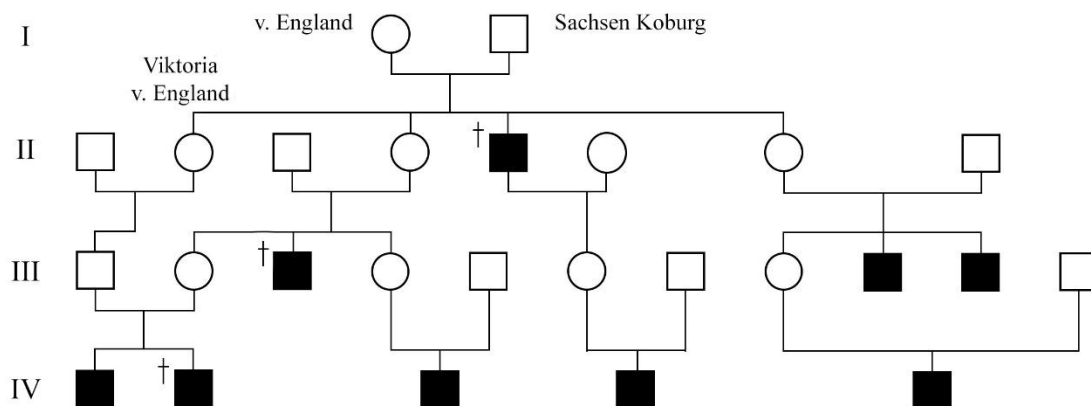 I
v. England
Sachsen Koburg
Viktoria
v. England
II
†
III
†
IV
†